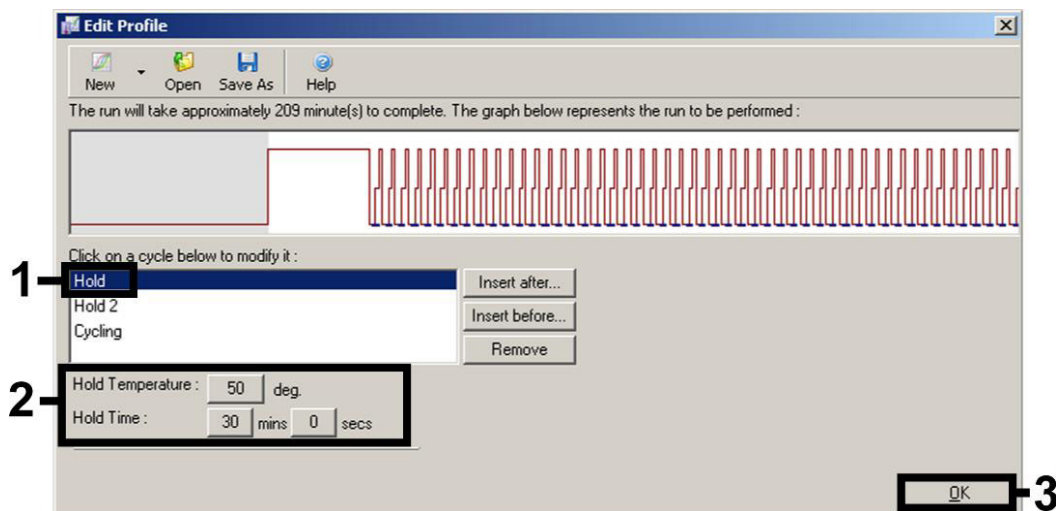 Edit Profile
New Open Save As Help
The run will take approximately 209 minute(s) to complete. The graph below represents the run to be performed :
Click on a cycle below to modify it :
1
Hold
Insert after...
Hold 2
Insert before...
Cycling
Remove
2
Hold Temperature : 50 deg.
Hold Time : 30 mins 0 secs
OK
3